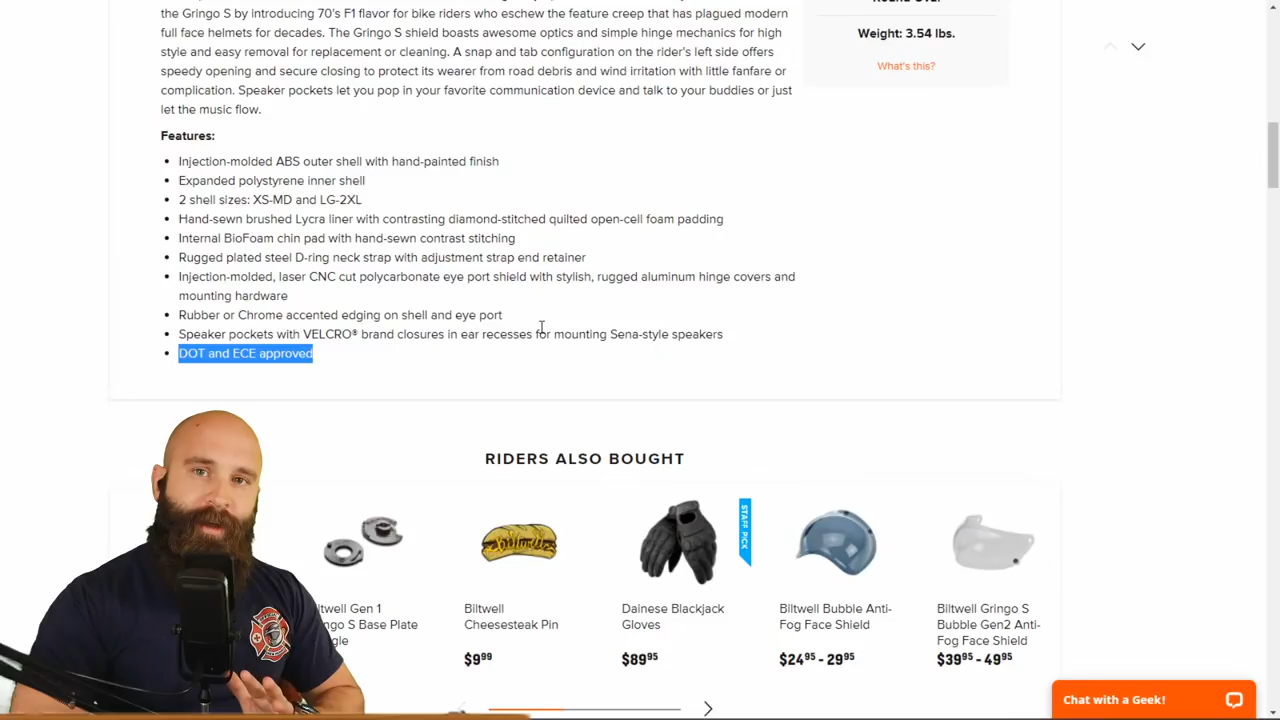 the Gringo S by introducing 70's F1 flavor for bike riders who eschew the feature creep that has plagued modern
full face helmets for decades. The Gringo S shield boasts awesome optics and simple hinge mechanics for high
style and easy removal for replacement or cleaning. A snap and tab configuration on the rider's left side offers
speedy opening and secure closing to protect its wearer from road debris and wind irritation with little fanfare or
complication. Speaker pockets let you pop in your favorite communication device and talk to your buddies or just
let the music flow.
Weight: 3.54 lbs.
What's this?
Features:
Injection-molded ABS outer shell with hand-painted finish
Expanded polystyrene inner shell
2 shell sizes: XS-MD and LG-2XL
Hand-sewn brushed Lycra liner with contrasting diamond-stitched quilted open-cell foam padding
Internal BioFoam chin pad with hand-sewn contrast stitching
Rugged plated steel D-ring neck strap with adjustment strap end retainer
Injection-molded, laser CNC cut polycarbonate eye port shield with stylish, rugged aluminum hinge covers and
mounting hardware
Rubber or Chrome accented edging on shell and eye port
Speaker pockets with VELCRO® brand closures in ear recesses for mounting Sena-style speakers
DOT and ECE approved
RIDERS ALSO BOUGHT
STAFF PICK
ltwell Gen 1
ngo S Base Plate
ngle
Biltwell
Cheesesteak Pin
$9.99
Dainese Blackjack
Gloves
$89.95
Biltwell Bubble Anti-
Fog Face Shield
$24.95 - 29.95
Biltwell Gringo S
Bubble Gen2 Anti-
Fog Face Shield
$39.95 - 49.95
Chat with a Geek!